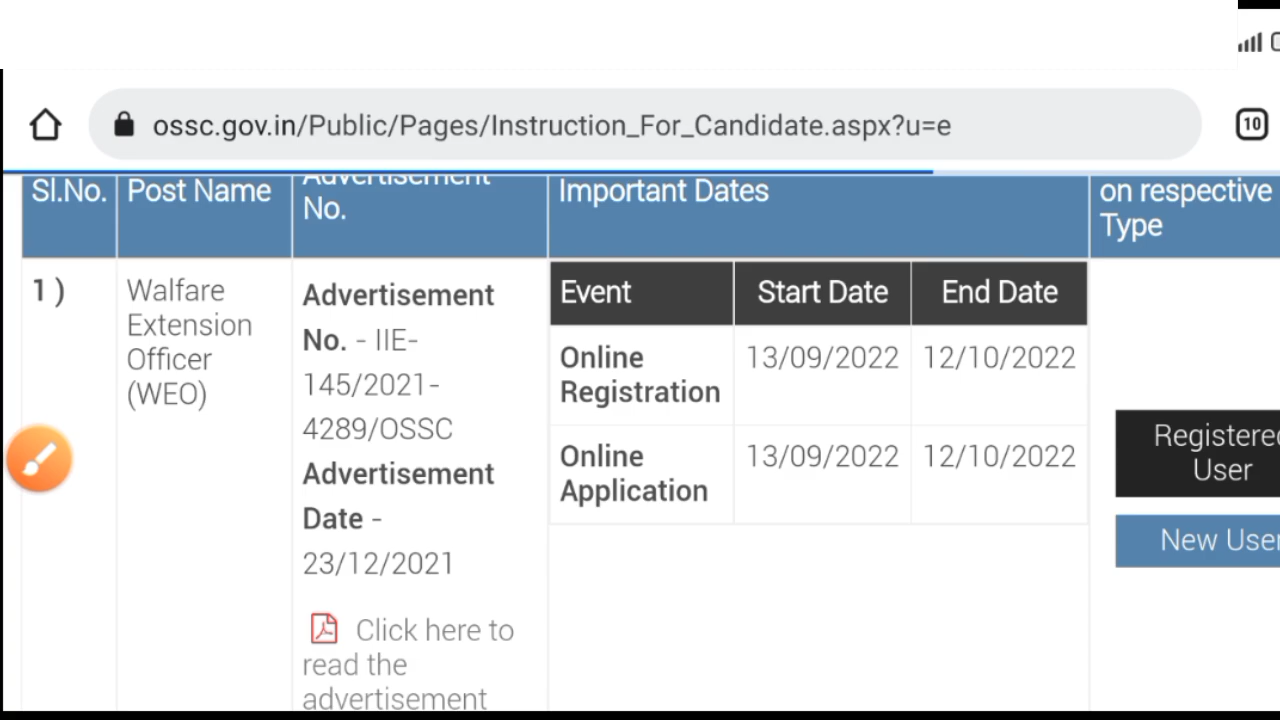 ossc.gov.in/Public/Pages/Instruction_For_Candidate.aspx?u=e
10
Sl.No.
Post Name
Advertisement
No.
Important Dates
on respective
Type
1 )
Walfare
Extension
Officer
(WEO)
Advertisement
No. - IIE-
145/2021-
4289/OSSC
Advertisement
Date -
23/12/2021
Click here to
read the
advertisement
Event
Start Date
End Date
Online
Registration
13/09/2022
12/10/2022
Online
Application
13/09/2022
12/10/2022
Registered
User
New User